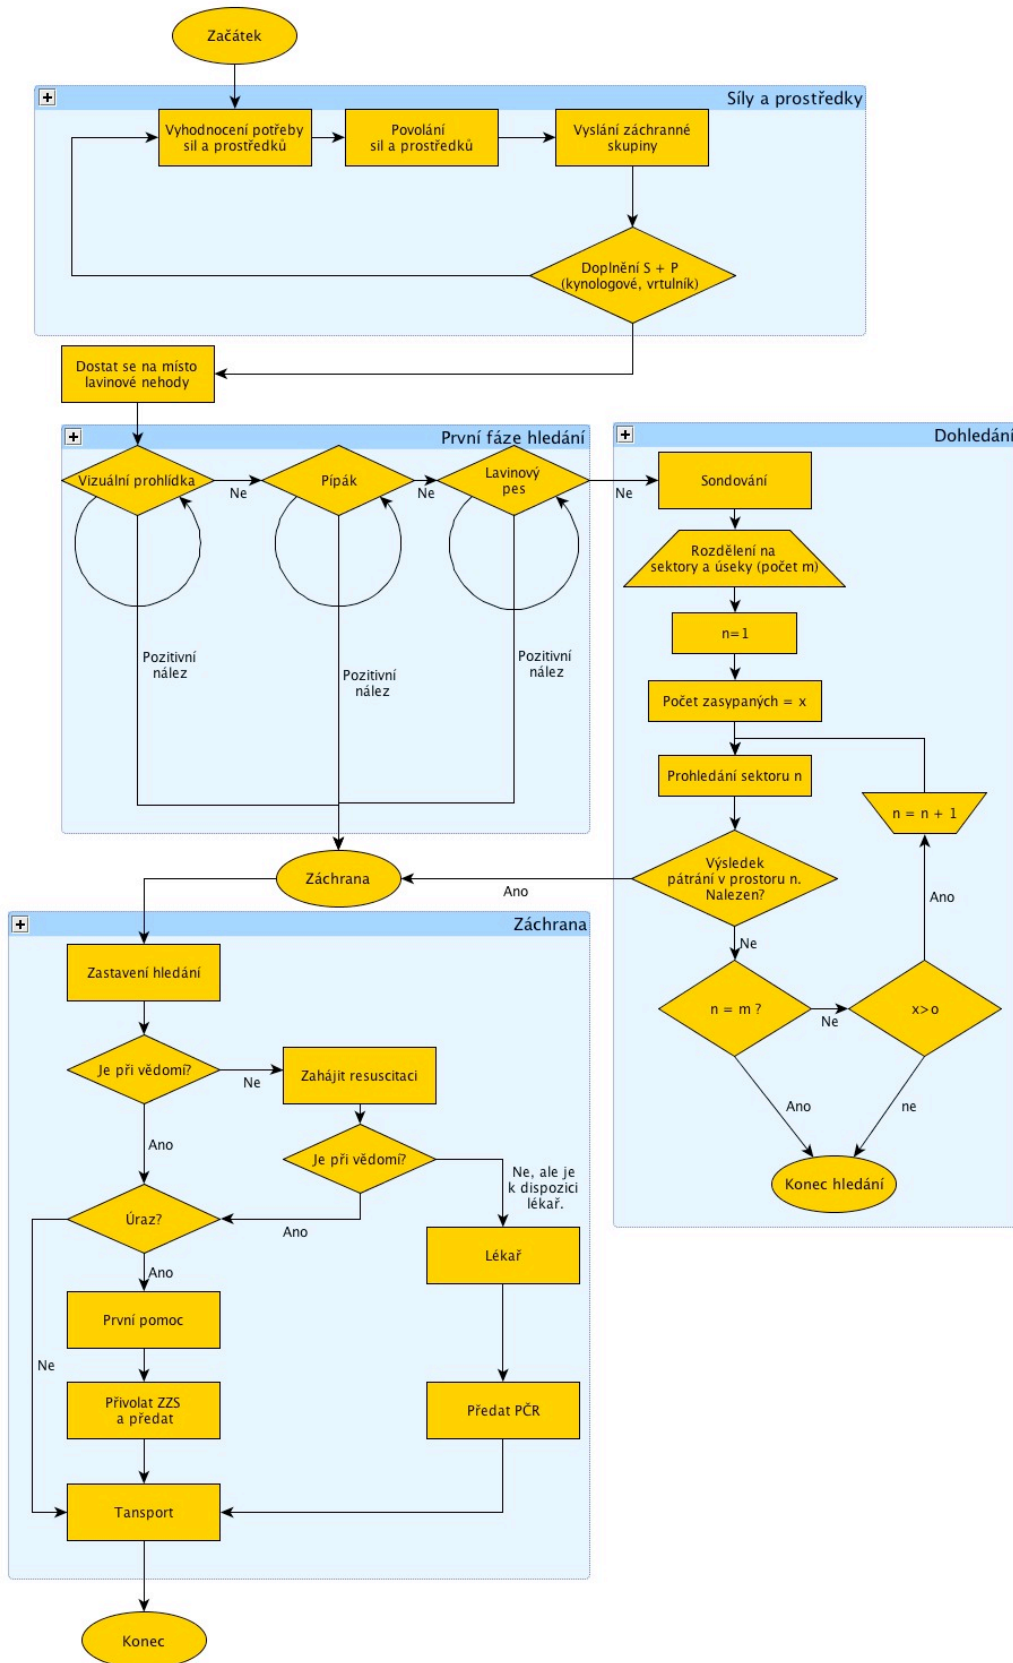 Začátek
Síly a prostředky
Vyhodnocení potřeby
sil a prostředků
Povolání
sil a prostředků
Vyslání záchranné
skupiny
Doplnění S + P
(kynologové, vrtulník)
Dostat se na místo
lavinové nehody
První fáze hledání
Vizuální prohlídka
Ne
Pípák
Ne
Lavinový
pes
Ne
Pozitivní
nález
Pozitivní
nález
Pozitivní
nález
Dohledání
Sondování
Rozdělení na
sektory a úseky (počet m)
n=1
Počet zasypaných = x
Prohledání sektoru n
n = n + 1
Výsledek
pátrání v prostoru n.
Nalezen?
Ano
Ne
Ano
n = m ?
Ne
x>o
Ano
ne
Konec hledání
Záchrana
Záchrana
Zastavení hledání
Je při vědomí?
Ne
Zahájit resuscitaci
Ano
Je při vědomí?
Ne, ale je
k dispozici
lékař.
Úraz?
Ano
Lékař
Ano
První pomoc
Ne
Přivolat ZZS
a předat
Předat PČR
Tansport
Konec